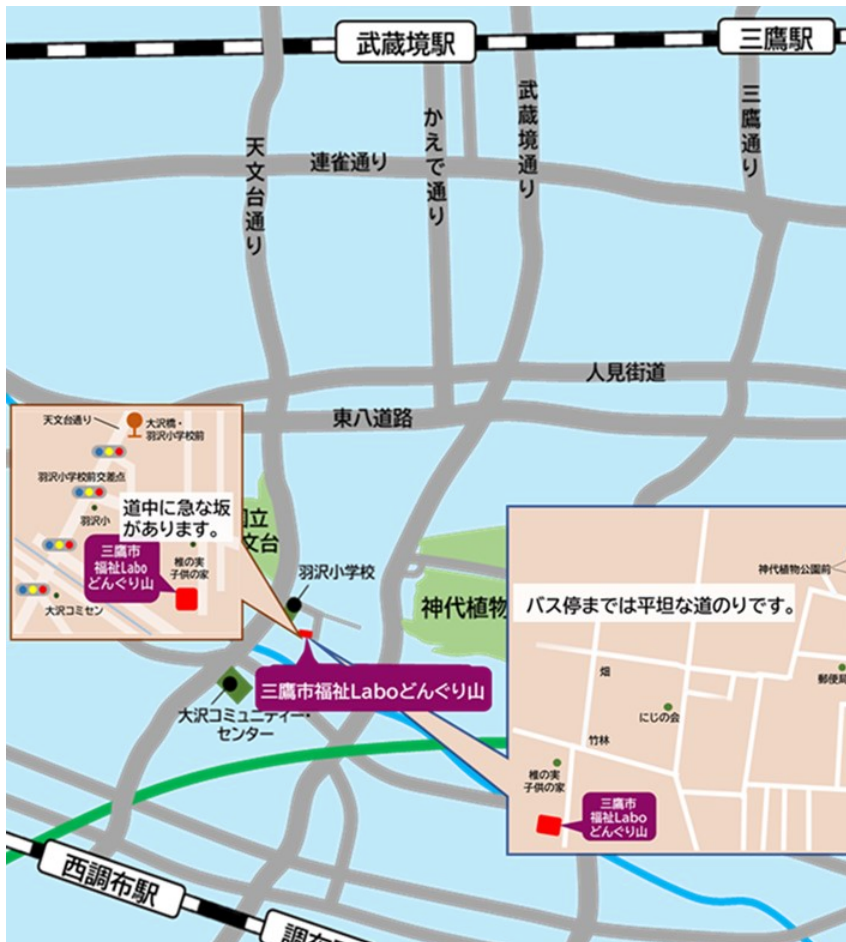 武蔵境駅
三鷹駅
天文台通り
連雀通り
かえで通り
武蔵境通り
三鷹通り
人見街道
東八道路
天文台通り
大沢橋・
羽沢小学校前
羽沢小学校前交差点
羽沢小
道中に急な坂
があります。
三鷹市
福祉Labo
どんぐり山
椎の実
子供の家
大沢コミセン
国立
文台
羽沢小学校
神代植物
三鷹市福祉Laboどんぐり山
大沢コミュニティー・
センター
神代植物公園前
バス停までは平坦な道のりです。
畑
にじの会
郵便局
竹林
椎の実
子供の家
三鷹市
福祉Labo
どんぐり山
西調布駅
調布